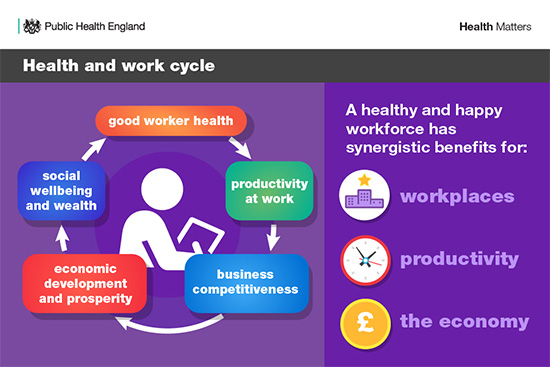 Public Health England
Health Matters
Health and work cycle
good worker health
productivity
at work
business
competitiveness
economic
development
and prosperity
social
wellbeing
and wealth
A healthy and happy
workforce has
synergistic benefits for:
workplaces
productivity
£
the economy